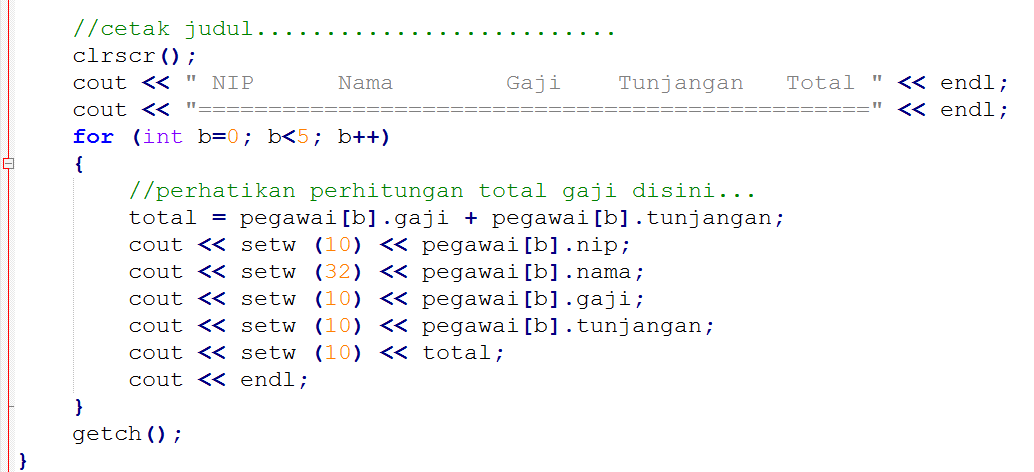 //cetak judul..........................
clrscr();
cout << " NIP      Nama        Gaji    Tunjangan   Total " << endl;
cout << "================================================" << endl;
for (int b=0; b<5; b++)
{
//perhatikan perhitungan total gaji disini...
total = pegawai[b].gaji + pegawai[b].tunjangan;
cout << setw (10) << pegawai[b].nip;
cout << setw (32) << pegawai[b].nama;
cout << setw (10) << pegawai[b].gaji;
cout << setw (10) << pegawai[b].tunjangan;
cout << setw (10) << total;
cout << endl;
}
getch();
}